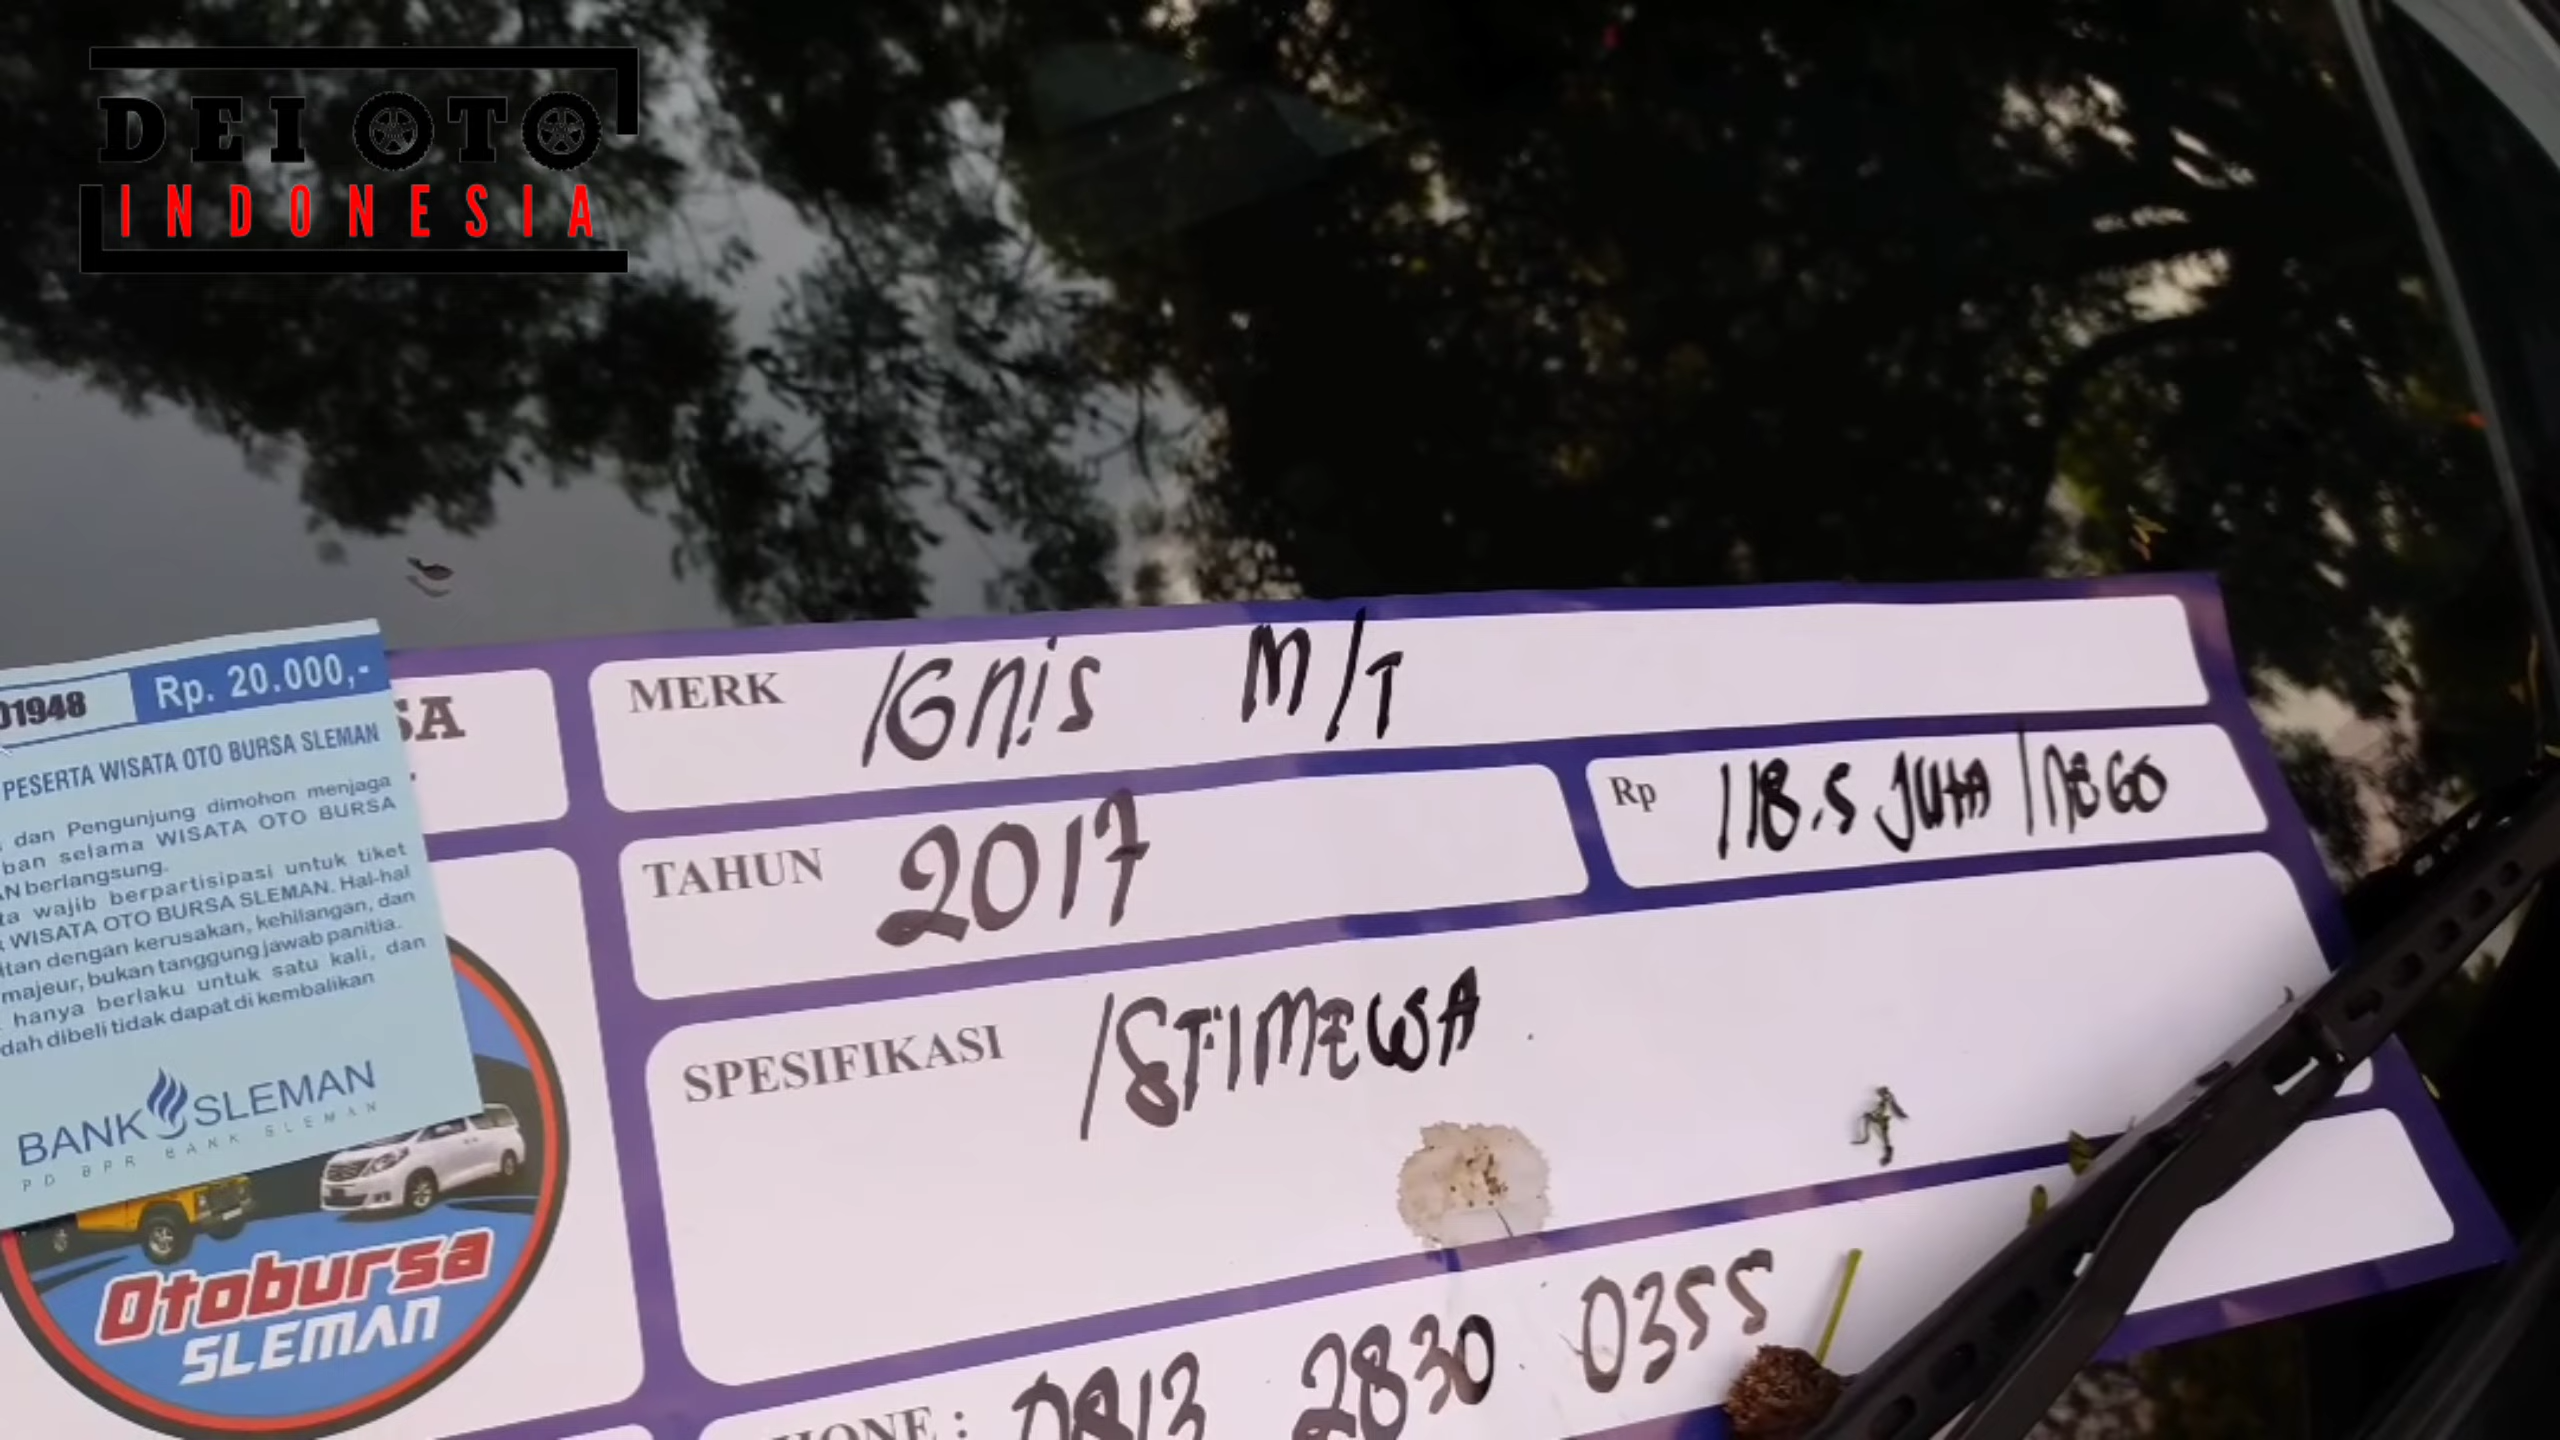 DEI OTO
INDONESIA
01948
Rp. 20.000,-
PESERTA WISATA OTO BURSA SLEMAN
dan Pengunjung dimohon menjaga
ban selama WISATA OTO BURSA
AN berlangsung.
ta wajib berpartisipasi untuk tiket
WISATA OTO BURSA SLEMAN. Hal-hal
itan dengan kerusakan, kehilangan, dan
majeur, bukan tanggung jawab panitia.
hanya berlaku untuk satu kali, dan
dah dibeli tidak dapat di kembalikan
BANK SLEMAN
PD BPR BANK SLEMAN
SA
Otobursa
SLEMAN
MERK IGNIS M/T
TAHUN 2017
Rp 118.5 JUTA / NEGO
SPESIFIKASI ISTIMEWSA
HONE : 0813 2830 0355